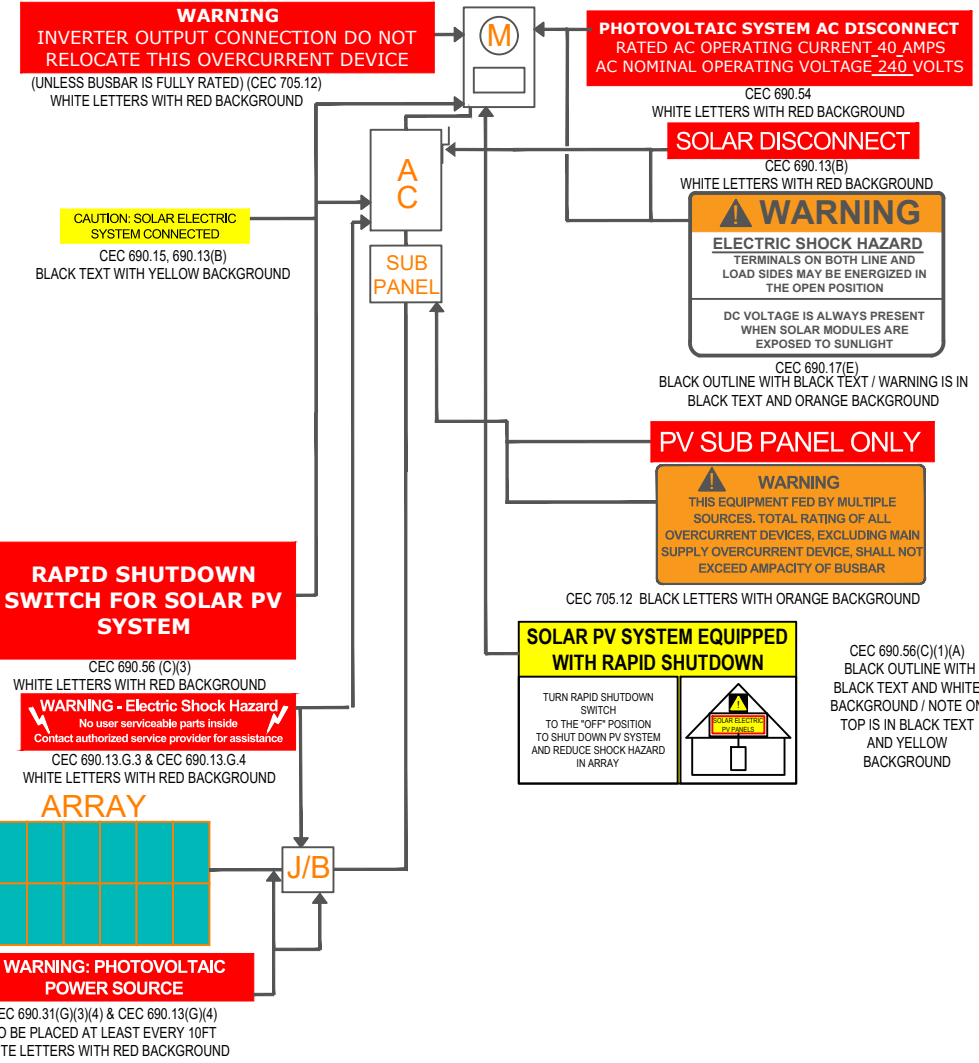 WARNING
INVERTER OUTPUT CONNECTION DO NOT
RELOCATE THIS OVERCURRENT DEVICE
(UNLESS BUSBAR IS FULLY RATED) (CEC 705.12)
WHITE LETTERS WITH RED BACKGROUND
M
PHOTOVOLTAIC SYSTEM AC DISCONNECT
RATED AC OPERATING CURRENT 40 AMPS
AC NOMINAL OPERATING VOLTAGE 240 VOLTS
CEC 690.54
WHITE LETTERS WITH RED BACKGROUND
SOLAR DISCONNECT
CEC 690.13(B)
WHITE LETTERS WITH RED BACKGROUND
A
C
CAUTION: SOLAR ELECTRIC
SYSTEM CONNECTED
CEC 690.15, 690.13(B)
BLACK TEXT WITH YELLOW BACKGROUND
SUB
PANEL
WARNING
ELECTRIC SHOCK HAZARD
TERMINALS ON BOTH LINE AND
LOAD SIDES MAY BE ENERGIZED IN
THE OPEN POSITION
DC VOLTAGE IS ALWAYS PRESENT
WHEN SOLAR MODULES ARE
EXPOSED TO SUNLIGHT
CEC 690.17(E)
BLACK OUTLINE WITH BLACK TEXT / WARNING IS IN
BLACK TEXT AND ORANGE BACKGROUND
PV SUB PANEL ONLY
WARNING
THIS EQUIPMENT FED BY MULTIPLE
SOURCES. TOTAL RATING OF ALL
OVERCURRENT DEVICES, EXCLUDING MAIN
SUPPLY OVERCURRENT DEVICE, SHALL NOT
EXCEED AMPACITY OF BUSBAR
CEC 705.12 BLACK LETTERS WITH ORANGE BACKGROUND
RAPID SHUTDOWN
SWITCH FOR SOLAR PV
SYSTEM
CEC 690.56 (C)(3)
WHITE LETTERS WITH RED BACKGROUND
SOLAR PV SYSTEM EQUIPPED
WITH RAPID SHUTDOWN
TURN RAPID SHUTDOWN
SWITCH
TO THE "OFF" POSITION
TO SHUT DOWN PV SYSTEM
AND REDUCE SHOCK HAZARD
IN ARRAY
SOLAR ELECTRIC
PV PANELS
CEC 690.56(C)(1)(A)
BLACK OUTLINE WITH
BLACK TEXT AND WHITE
BACKGROUND / NOTE ON
TOP IS IN BLACK TEXT
AND YELLOW
BACKGROUND
WARNING - Electric Shock Hazard
No user serviceable parts inside
Contact authorized service provider for assistance
CEC 690.13.G.3 & CEC 690.13.G.4
WHITE LETTERS WITH RED BACKGROUND
ARRAY
J/B
WARNING: PHOTOVOLTAIC
POWER SOURCE
EC 690.31(G)(3)(4) & CEC 690.13(G)(4)
O BE PLACED AT LEAST EVERY 10FT
ITE LETTERS WITH RED BACKGROUND